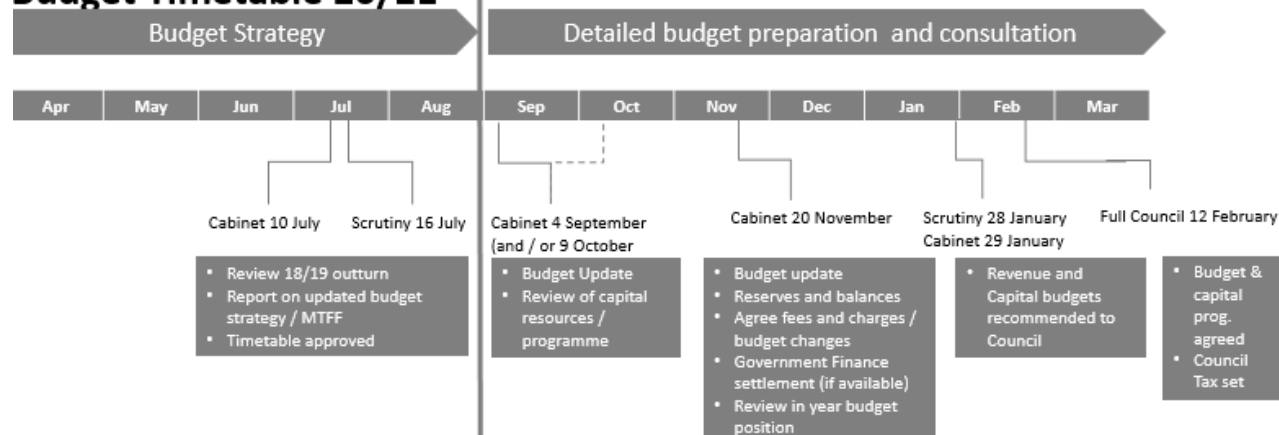 Budget Timetable 20/21
Budget Strategy
Detailed budget preparation and consultation
Apr May Jun Jul Aug Sep Oct Nov Dec Jan Feb Mar
Cabinet 10 July
Scrutiny 16 July
• Review 18/19 outturn
• Report on updated budget
strategy / MTFF
• Timetable approved
Cabinet 4 September
(and / or 9 October
• Budget Update
• Review of capital
resources /
programme
Cabinet 20 November
• Budget update
• Reserves and balances
• Agree fees and charges /
budget changes
• Government Finance
settlement (if available)
• Review in year budget
position
Scrutiny 28 January
Cabinet 29 January
• Revenue and
Capital budgets
recommended to
Council
Full Council 12 February
• Budget &
capital
prog.
agreed
• Council
Tax set